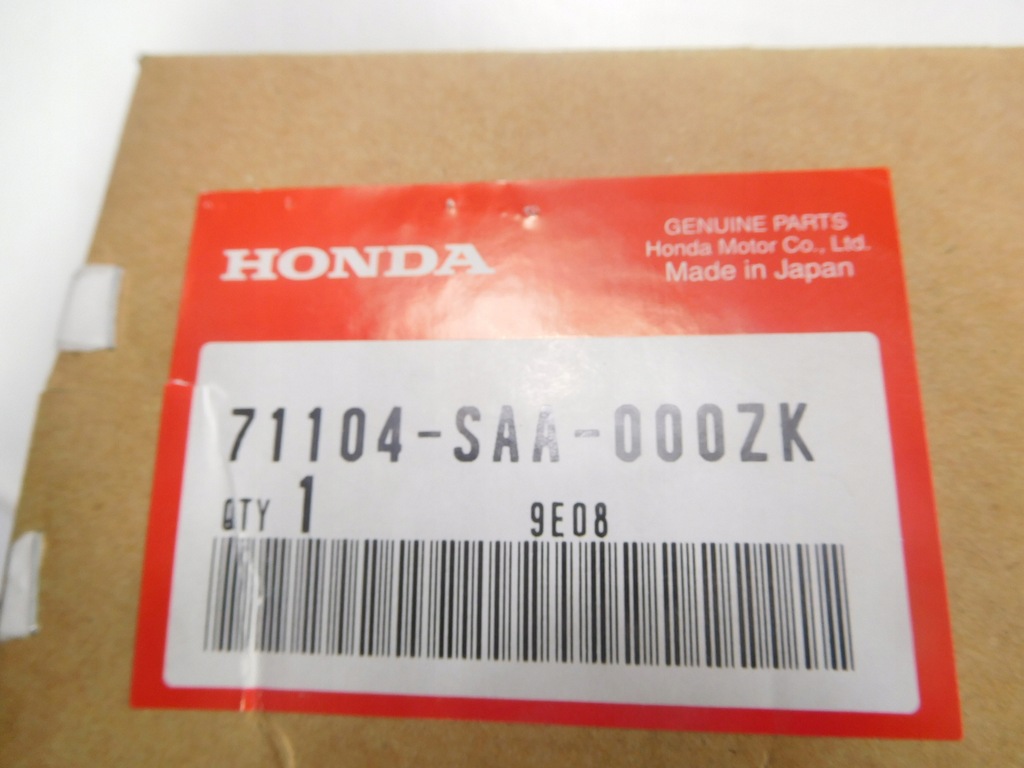 HONDA
GENUINE PARTS
Honda Motor Co., Ltd.
Made in Japan
71104-SAA-000ZK
QTY 1 9E08